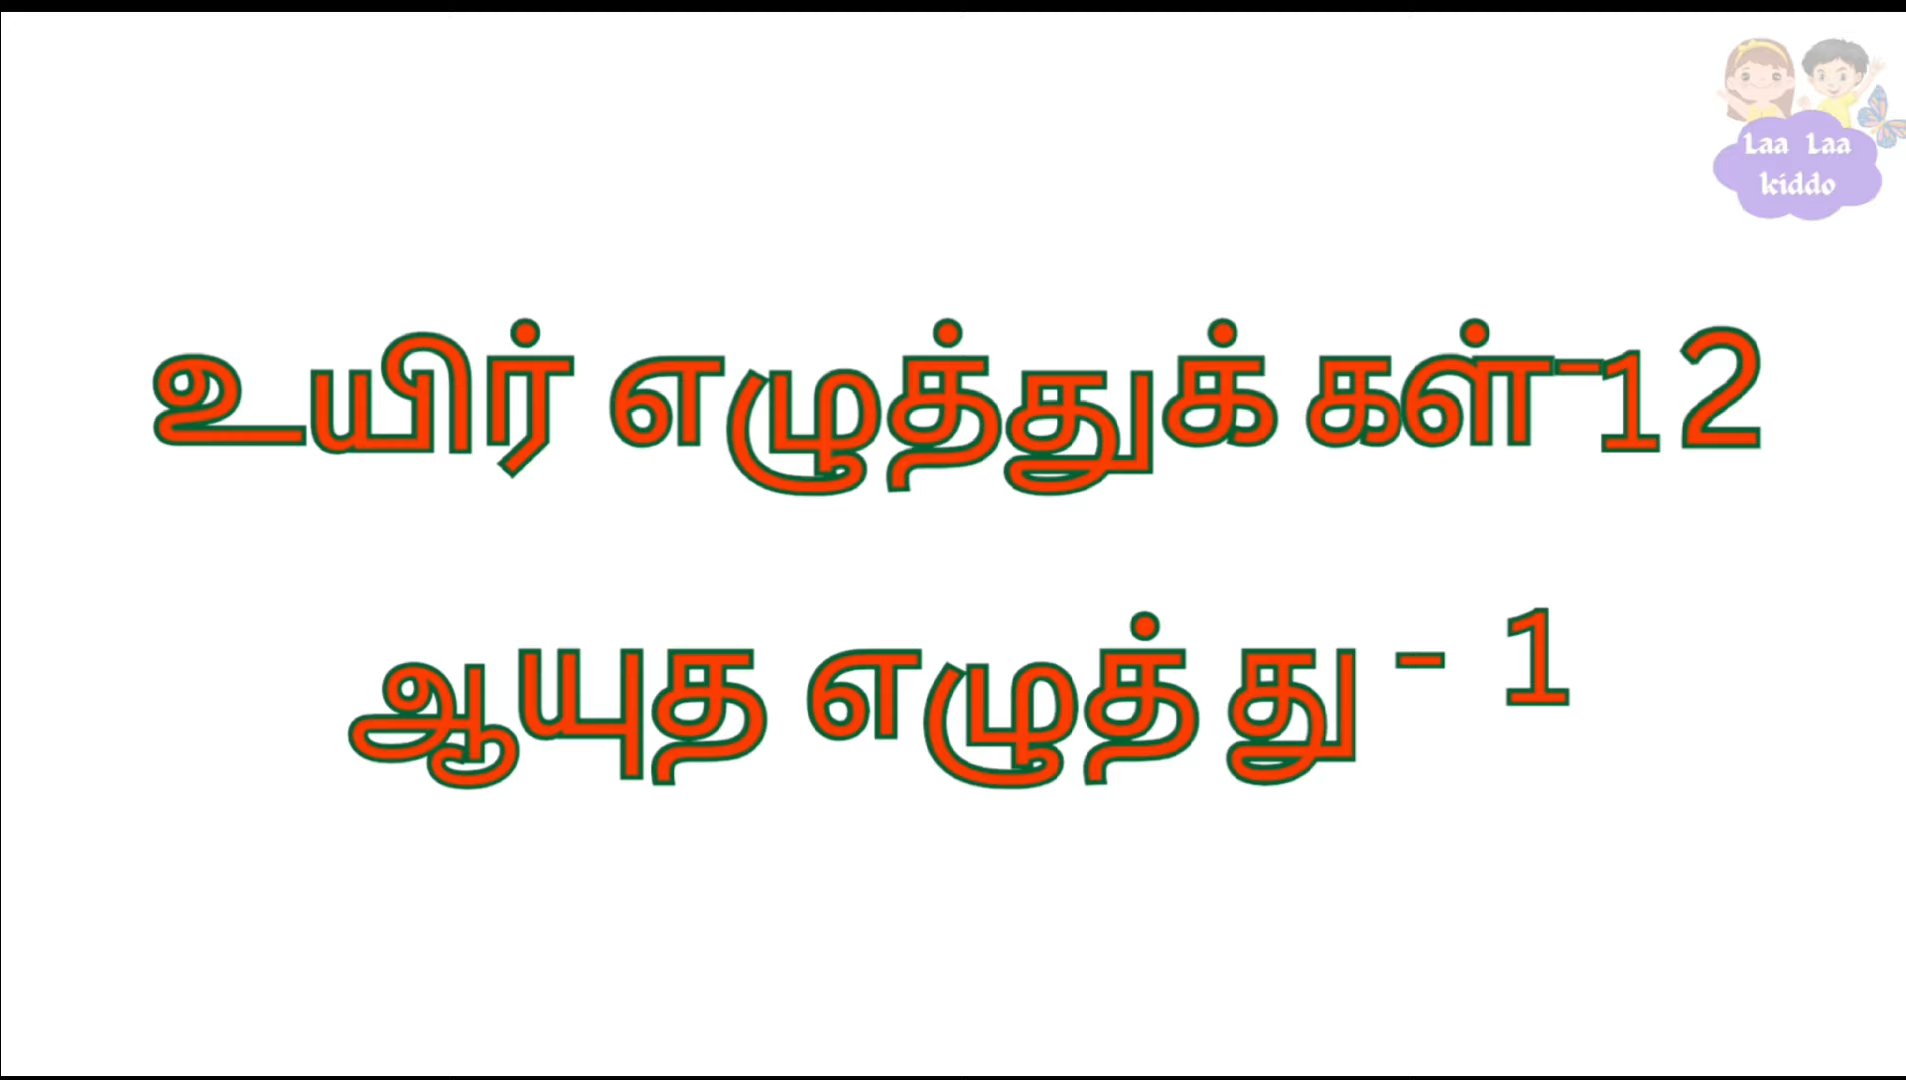 Laa Laa
kiddo
உயிர் எழுத்துக் கள்-12
ஆயுத எழுத் து - 1